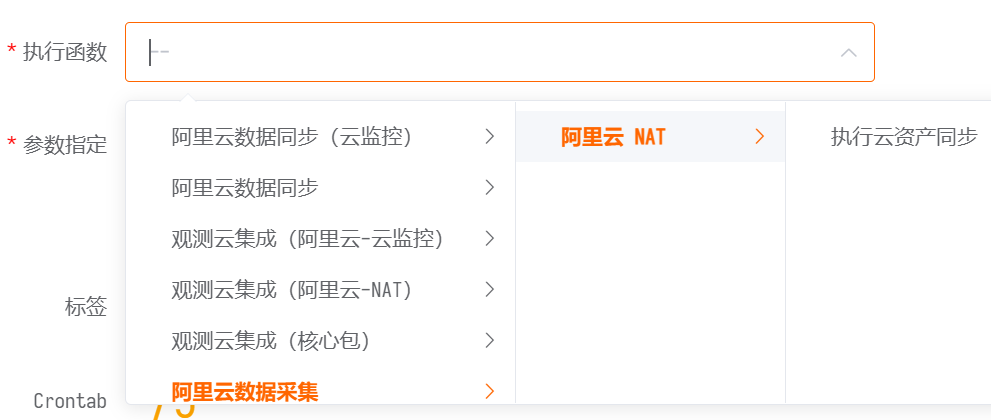 * 执行函数
--
* 参数指定
标签
Crontab
阿里云数据同步（云监控）
阿里云数据同步
观测云集成（阿里云-云监控）
观测云集成（阿里云-NAT）
观测云集成（核心包）
阿里云数据采集
阿里云 NAT
执行云资产同步